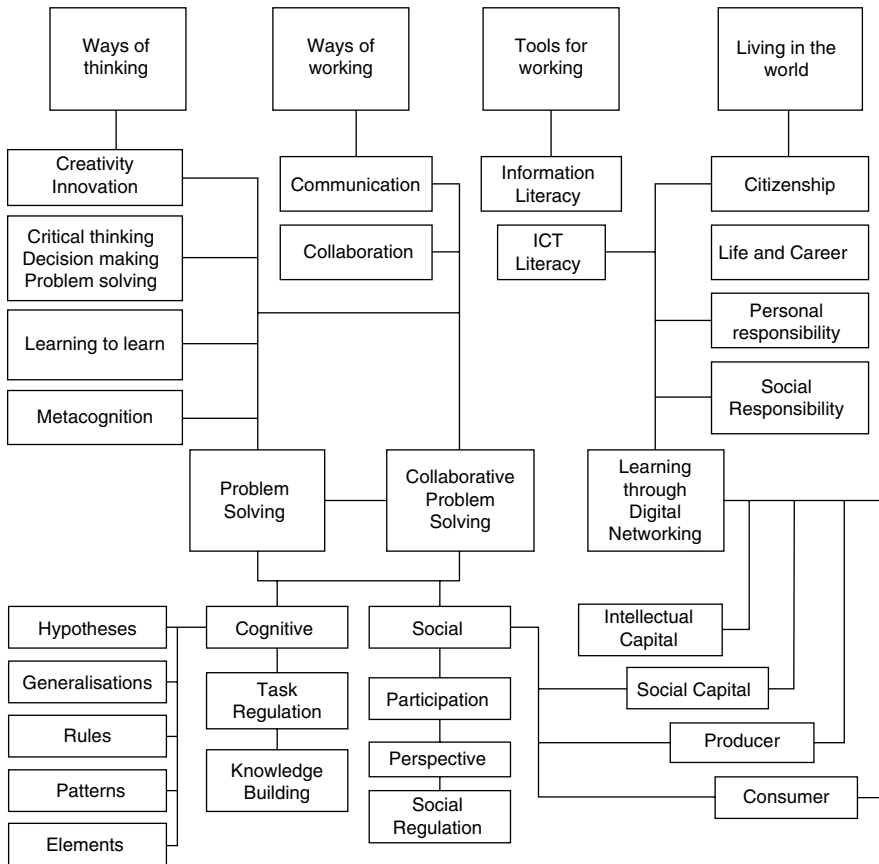 Ways of
thinking
Ways of
working
Tools for
working
Living in the
world
Creativity
Innovation
Communication
Information
Literacy
Citizenship
Critical thinking
Decision making
Problem solving
Collaboration
ICT
Literacy
Life and Career
Learning to learn
Personal
responsibility
Metacognition
Social
Responsibility
Problem
Solving
Collaborative
Problem
Solving
Learning
through
Digital
Networking
Hypotheses
Cognitive
Social
Intellectual
Capital
Generalisations
Task
Regulation
Participation
Social Capital
Rules
Perspective
Producer
Patterns
Knowledge
Building
Social
Regulation
Consumer
Elements